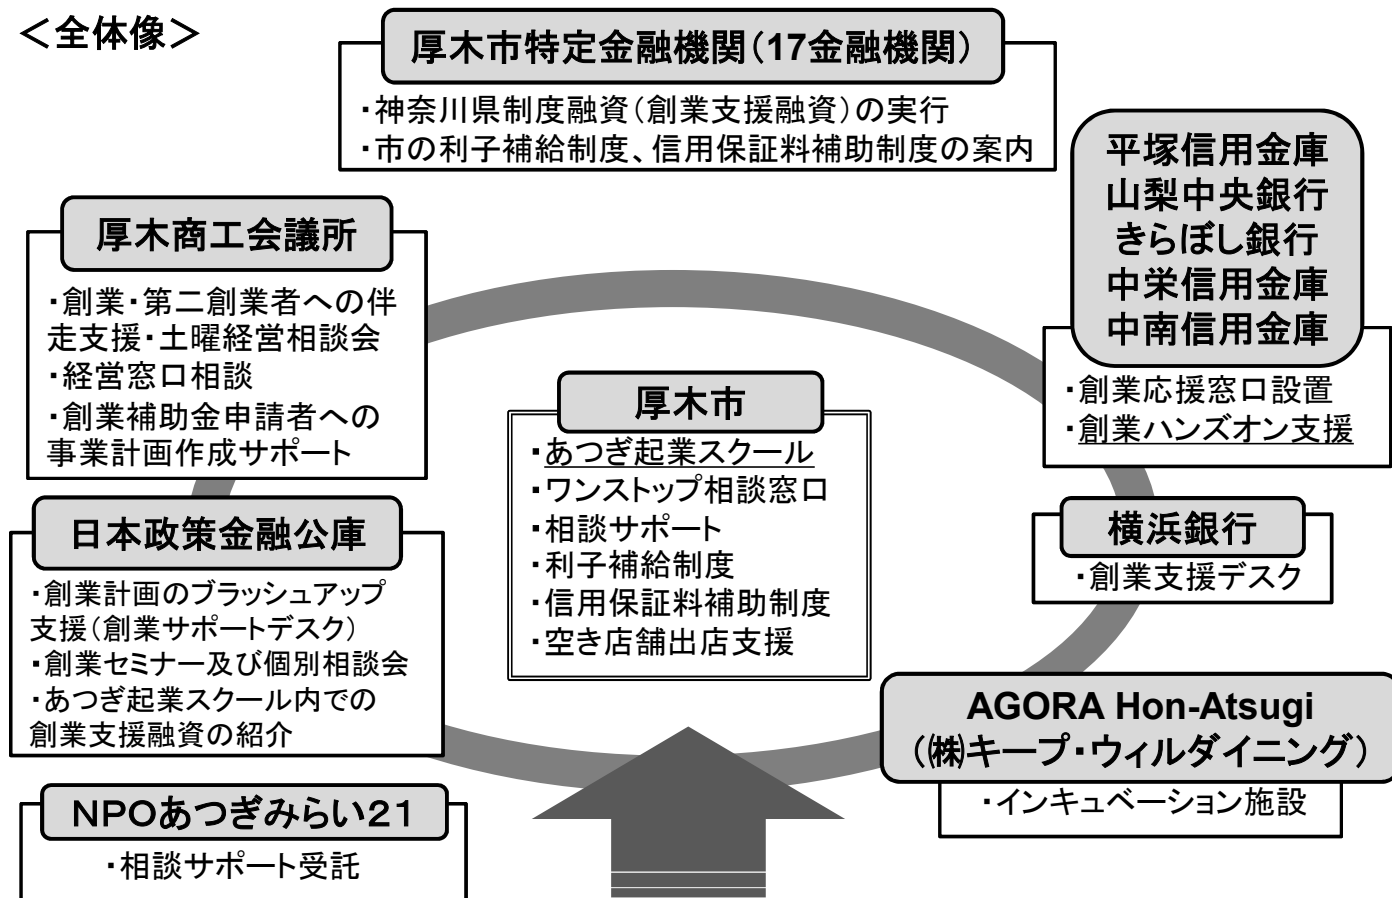 ＜全体像＞
厚木市特定金融機関（17金融機関）
・神奈川県制度融資（創業支援融資）の実行
・市の利子補給制度、信用保証料補助制度の案内
平塚信用金庫
山梨中央銀行
きらぼし銀行
中栄信用金庫
中南信用金庫
・創業応援窓口設置
・創業ハンズオン支援
厚木商工会議所
・創業・第二創業者への伴
走支援・土曜経営相談会
・経営窓口相談
・創業補助金申請者への
事業計画作成サポート
厚木市
・あつぎ起業スクール
・ワンストップ相談窓口
・相談サポート
・利子補給制度
・信用保証料補助制度
・空き店舗出店支援
日本政策金融公庫
・創業計画のブラッシュアップ
支援（創業サポートデスク）
・創業セミナー及び個別相談会
・あつぎ起業スクール内での
創業支援融資の紹介
横浜銀行
・創業支援デスク
AGORA Hon-Atsugi
（㈱キープ・ウィルダイニング）
・インキュベーション施設
ＮＰＯあつぎみらい２１
・相談サポート受託